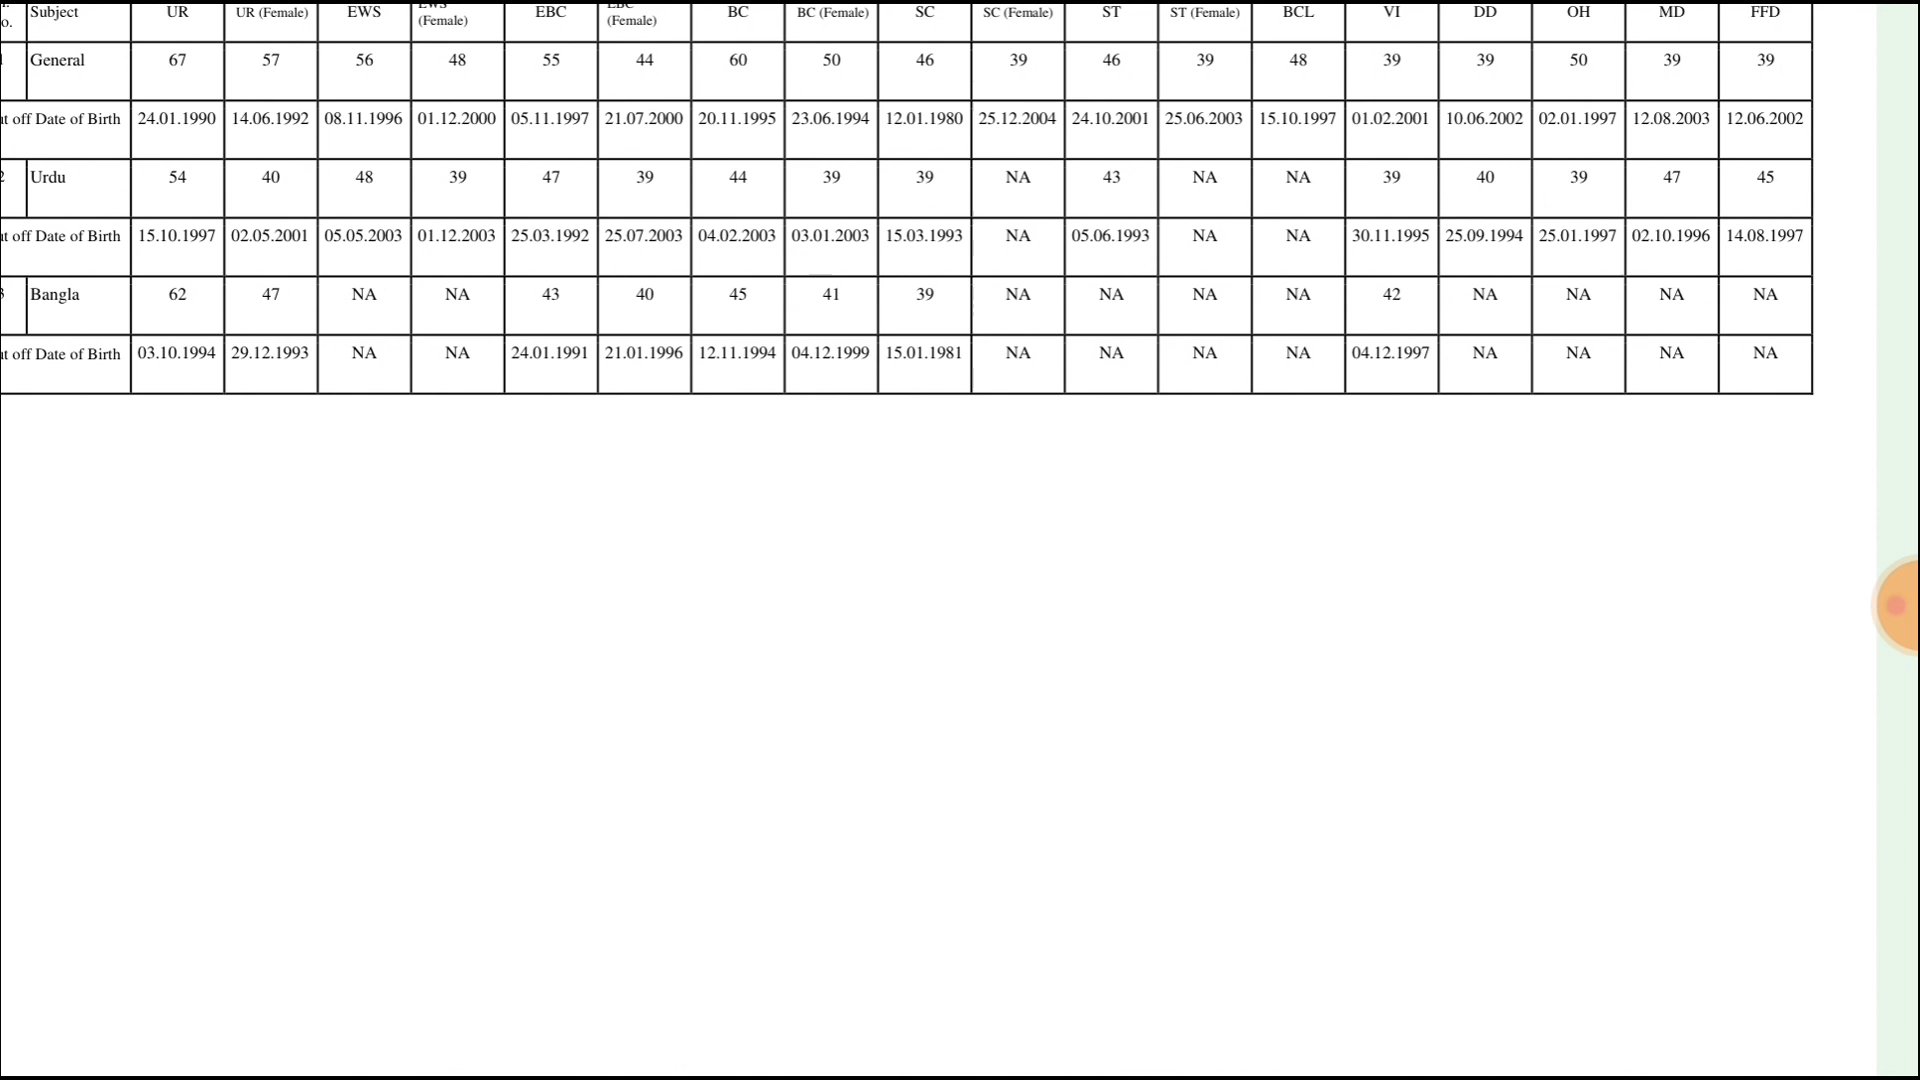 Subject UR UR (Female) EWS (Female) EBC (Female) BC BC (Female) SC SC (Female) ST ST (Female) BCL VI DD OH MD FFD
General 67 57 56 48 55 44 60 50 46 39 46 39 48 39 39 50 39 39
off Date of Birth 24.01.1990 14.06.1992 08.11.1996 01.12.2000 05.11.1997 21.07.2000 20.11.1995 23.06.1994 12.01.1980 25.12.2004 24.10.2001 25.06.2003 15.10.1997 01.02.2001 10.06.2002 02.01.1997 12.08.2003 12.06.2002
2 Urdu 54 40 48 39 47 39 44 39 39 NA 43 NA NA 39 40 39 47 45
off Date of Birth 15.10.1997 02.05.2001 05.05.2003 01.12.2003 25.03.1992 25.07.2003 04.02.2003 03.01.2003 15.03.1993 NA 05.06.1993 NA NA 30.11.1995 25.09.1994 25.01.1997 02.10.1996 14.08.1997
3 Bangla 62 47 NA NA 43 40 45 41 39 NA NA NA NA 42 NA NA NA NA
off Date of Birth 03.10.1994 29.12.1993 NA NA 24.01.1991 21.01.1996 12.11.1994 04.12.1999 15.01.1981 NA NA NA NA 04.12.1997 NA NA NA NA